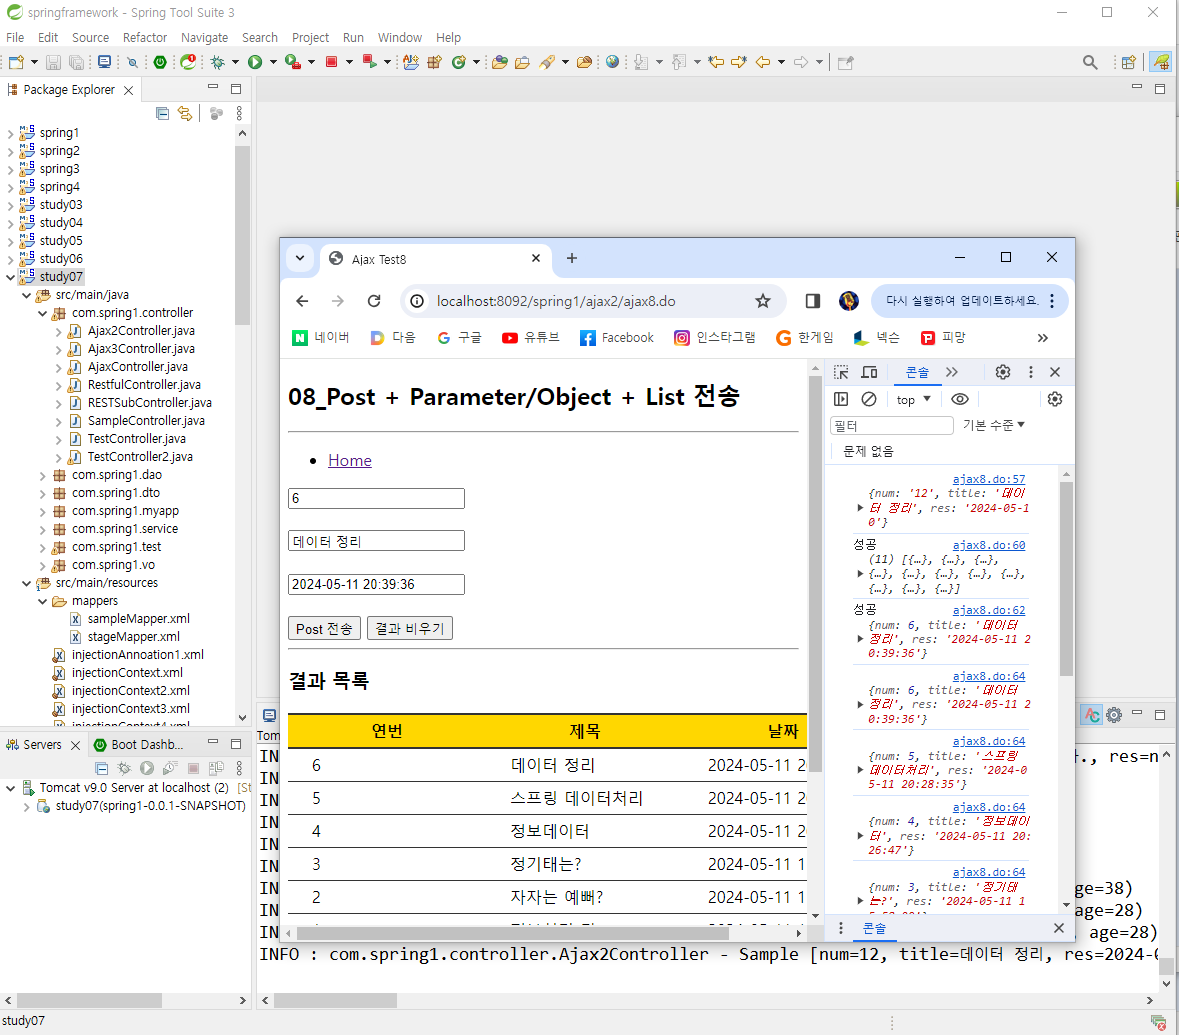 springframework - Spring Tool Suite 3
File Edit Source Refactor Navigate Search Project Run Window Help
Package Explorer
spring1
spring2
spring3
spring4
study03
study04
study05
study06
study07
src/main/java
com.spring1.controller
Ajax2Controller.java
Ajax3Controller.java
AjaxController.java
RestfulController.java
RESTSubController.java
SampleController.java
TestController.java
TestController2.java
com.spring1.dao
com.spring1.dto
com.spring1.myapp
com.spring1.service
com.spring1.test
com.spring1.vo
src/main/resources
mappers
sampleMapper.xml
stageMapper.xml
injectionAnnoation1.xml
injectionContext.xml
injectionContext2.xml
injectionContext3.xml
injectionContext4.xml
Servers
Boot Dashb...
Tomcat v9.0 Server at localhost (2) [St
study07(spring1-0.0.1-SNAPSHOT)
Ajax Test8
localhost:8092/spring1/ajax2/ajax8.do
다시 실행하여 업데이트하세요.
네이버 다음 구글 유튜브 Facebook 인스타그램 한게임 넥슨 피망
08_Post + Parameter/Object + List 전송
Home
6
데이터 정리
2024-05-11 20:39:36
Post 전송 결과 비우기
결과 목록
연번 제목 날짜
6 데이터 정리 2024-05-11 2
5 스프링 데이터처리 2024-05-11 2
4 정보데이터 2024-05-11 2
3 정기태는? 2024-05-11 1
2 자자는 예뻐? 2024-05-11 1
콘솔
top
필터
기본 수준
문제 없음
ajax8.do:57
{num: '12', title: '데이
터 정리', res: '2024-05-1
0'}
성공 ajax8.do:60
(11) [{…}, {…}, {…},
{…}, {…}, {…}, {…}, {…},
{…}, {…}, {…}]
성공 ajax8.do:62
{num: 6, title: '데이터
정리', res: '2024-05-11 2
0:39:36'}
ajax8.do:64
{num: 6, title: '데이터
정리', res: '2024-05-11 2
0:39:36'}
ajax8.do:64
{num: 5, title: '스프링
데이터처리', res: '2024-0
5-11 20:28:35'}
ajax8.do:64
{num: 4, title: '정보데이
터', res: '2024-05-11 20:
26:47'}
ajax8.do:64
{num: 3, title: '정기태
는?', res: '2024-05-11 1
콘솔
Tom
IN ., res=n
IN
IN
IN
IN
IN
IN age=38)
IN age=28)
IN , age=28)
INFO : com.spring1.controller.Ajax2Controller - Sample [num=12, title=데이터 정리, res=2024-0
study07